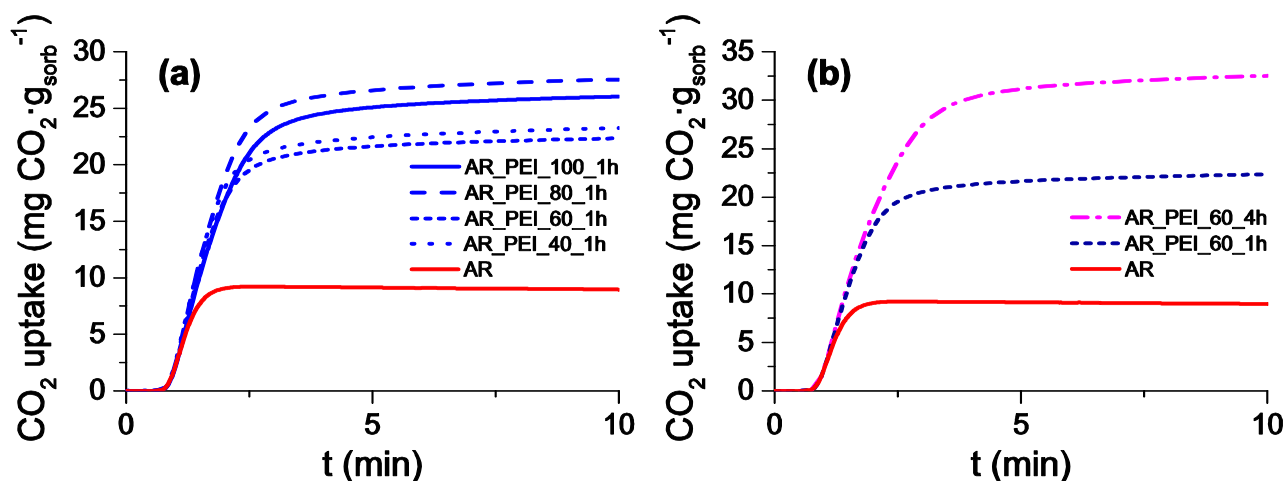 (a)
CO₂ uptake (mg CO₂·g_sorb⁻¹)
30
25
20
15
10
5
0
AR_PEI_100_1h
AR_PEI_80_1h
AR_PEI_60_1h
AR_PEI_40_1h
AR
0 5 10
t (min)
(b)
CO₂ uptake (mg CO₂·g_sorb⁻¹)
35
30
25
20
15
10
5
0
AR_PEI_60_4h
AR_PEI_60_1h
AR
0 5 10
t (min)